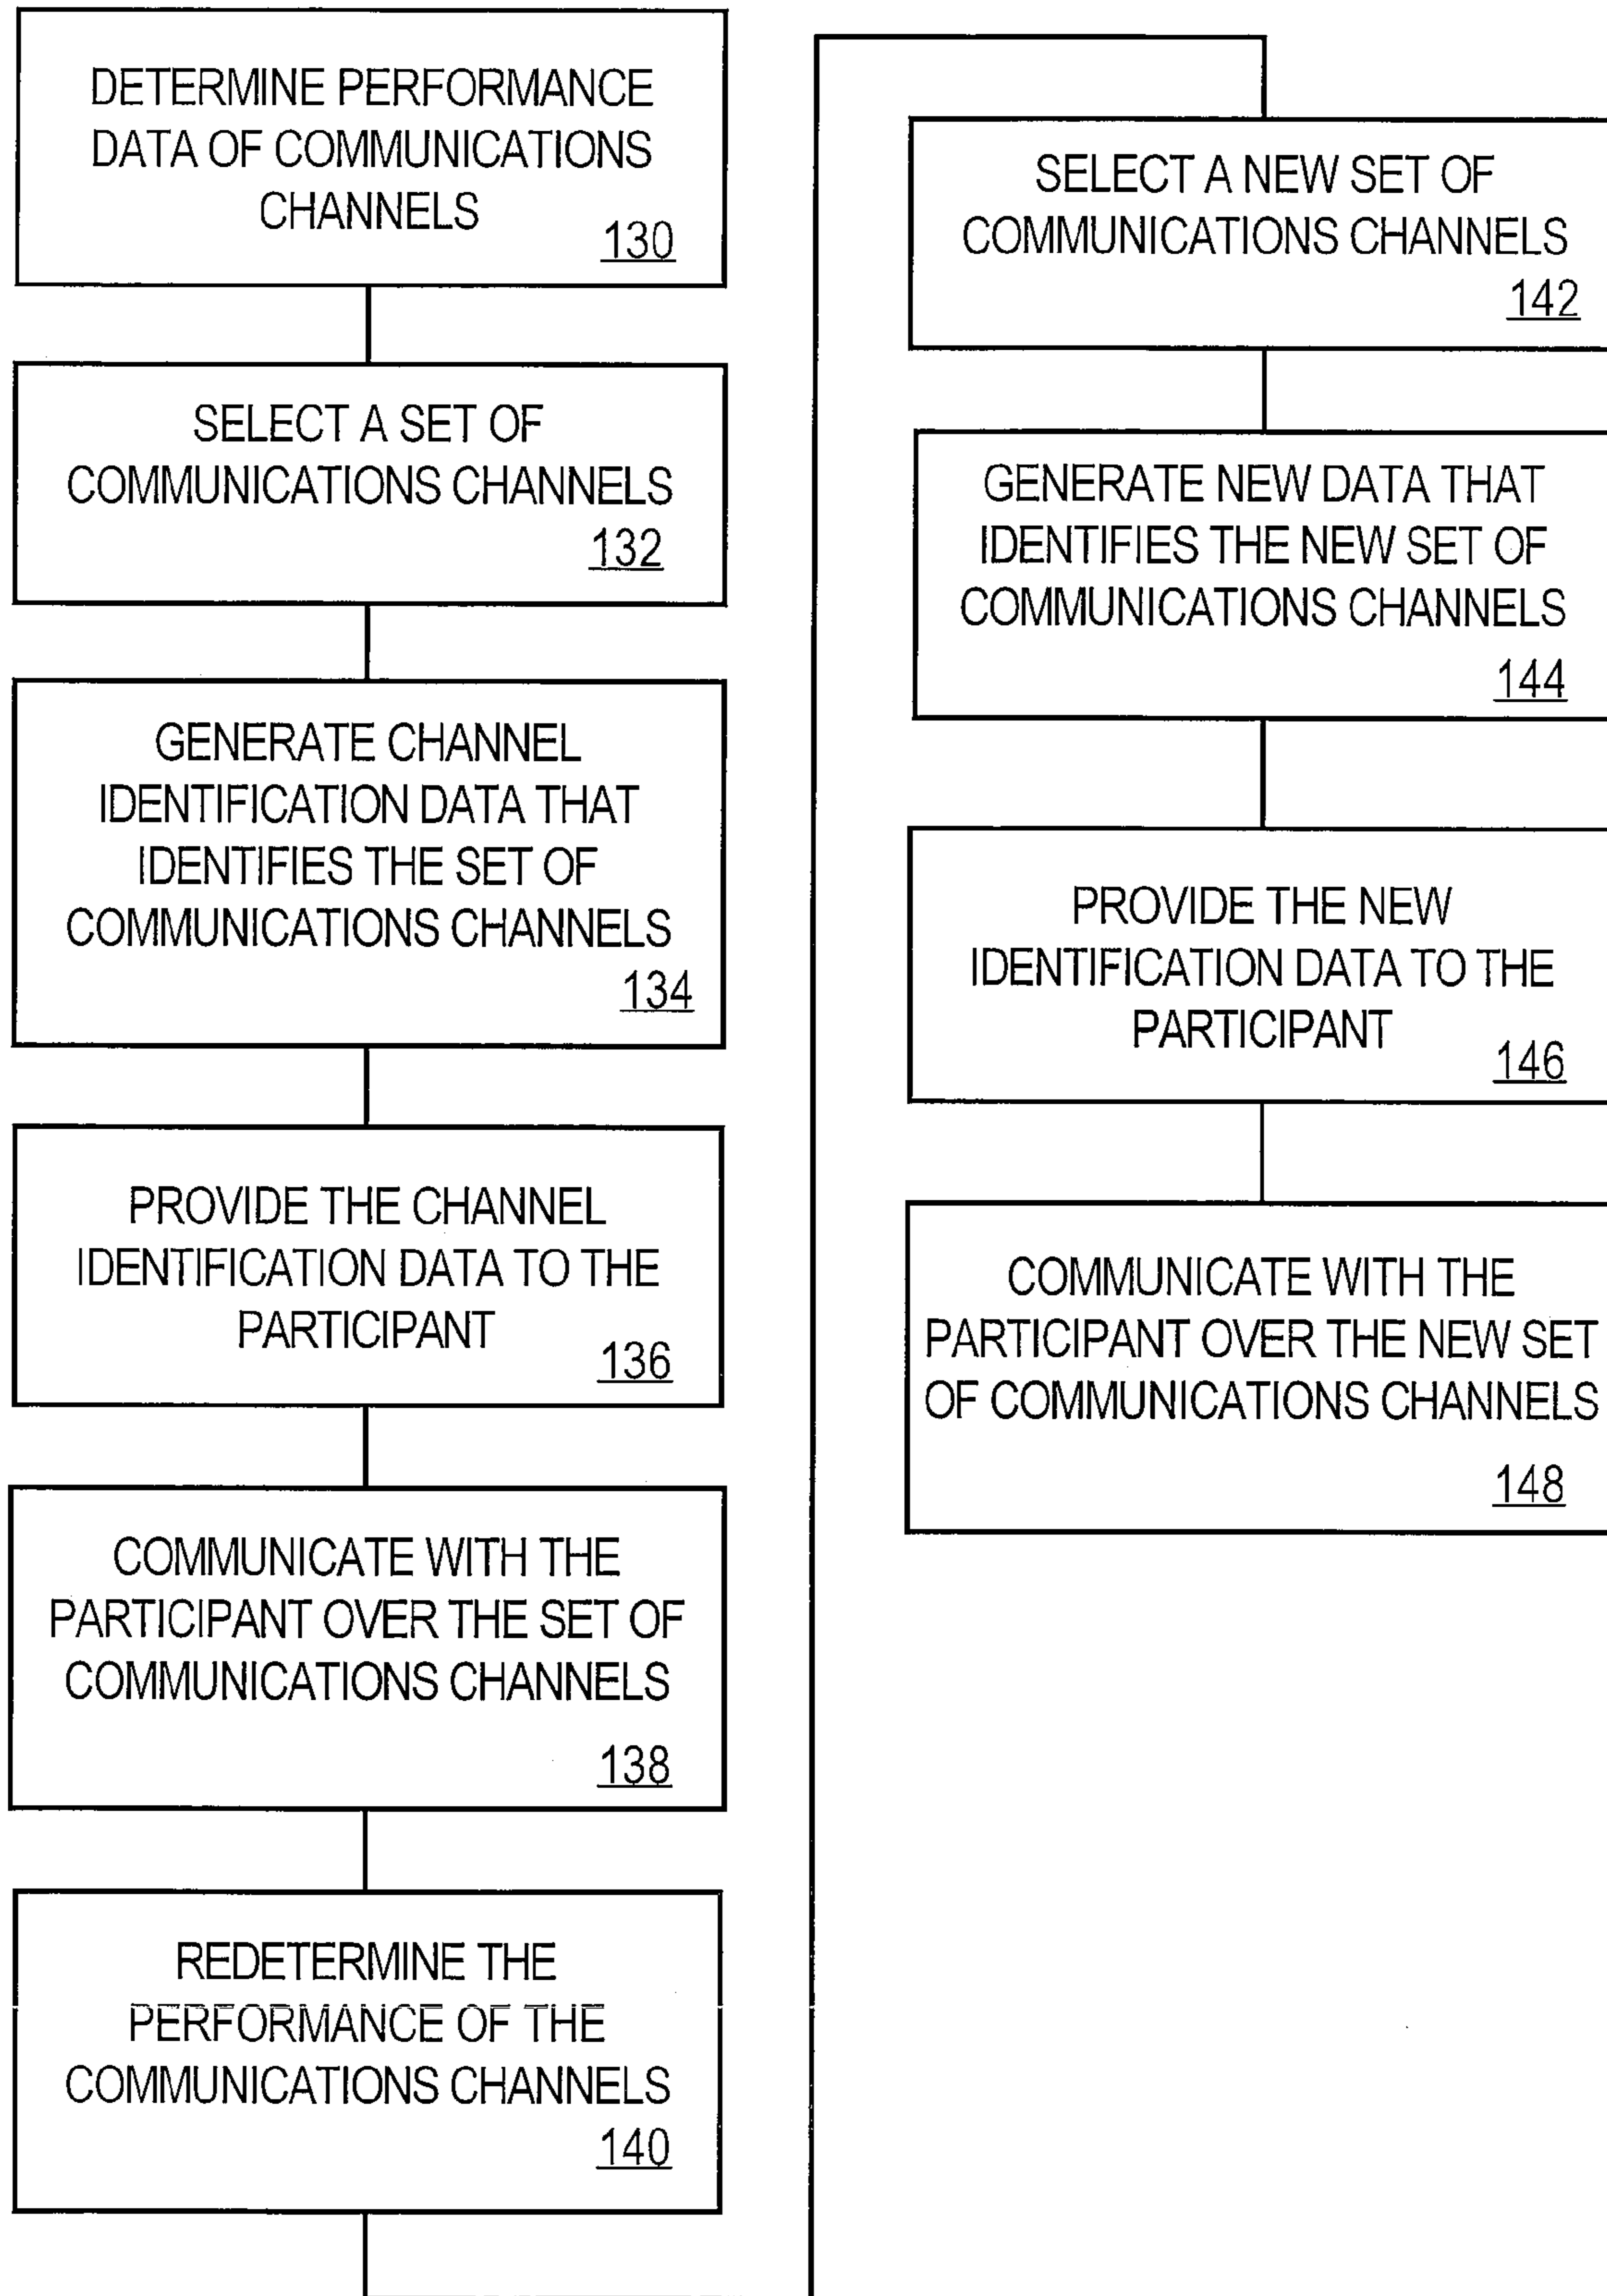 DETERMINE PERFORMANCE
DATA OF COMMUNICATIONS
CHANNELS
130
SELECT A SET OF
COMMUNICATIONS CHANNELS
132
GENERATE CHANNEL
IDENTIFICATION DATA THAT
IDENTIFIES THE SET OF
COMMUNICATIONS CHANNELS
134
PROVIDE THE CHANNEL
IDENTIFICATION DATA TO THE
PARTICIPANT
136
COMMUNICATE WITH THE
PARTICIPANT OVER THE SET OF
COMMUNICATIONS CHANNELS
138
REDETERMINE THE
PERFORMANCE OF THE
COMMUNICATIONS CHANNELS
140
SELECT A NEW SET OF
COMMUNICATIONS CHANNELS
142
GENERATE NEW DATA THAT
IDENTIFIES THE NEW SET OF
COMMUNICATIONS CHANNELS
144
PROVIDE THE NEW
IDENTIFICATION DATA TO THE
PARTICIPANT
146
COMMUNICATE WITH THE
PARTICIPANT OVER THE NEW SET
OF COMMUNICATIONS CHANNELS
148